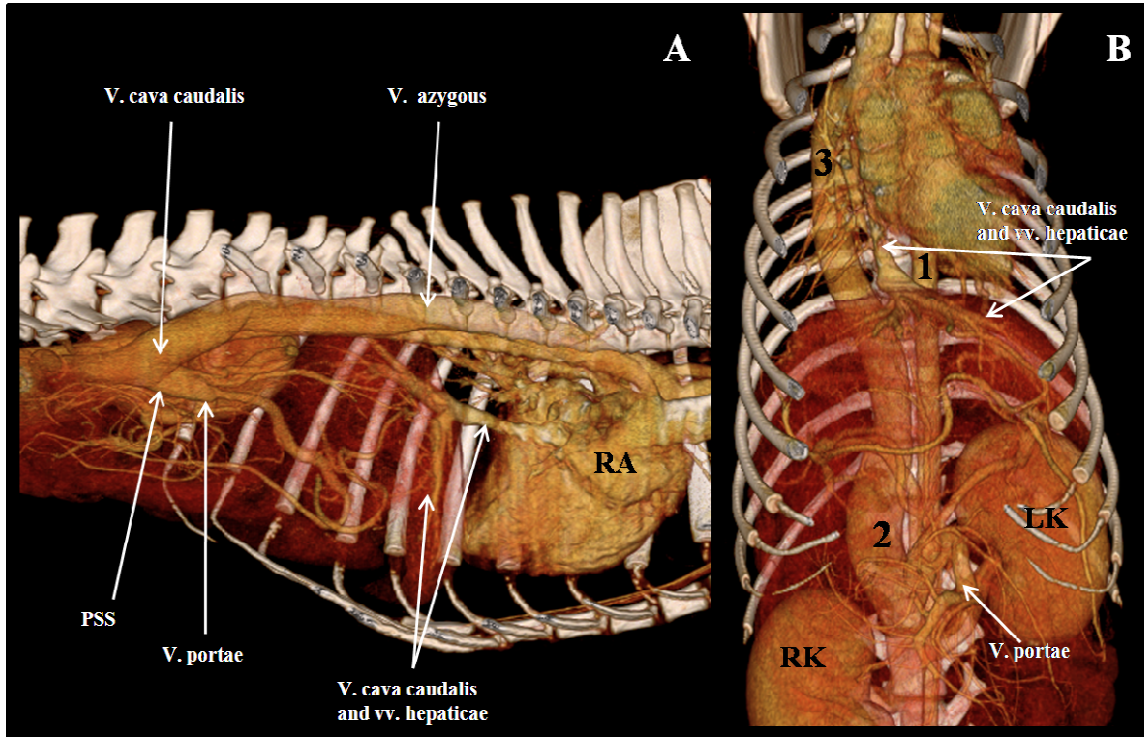 A
V. cava caudalis
V. azygous
RA
PSS
V. portae
V. cava caudalis
and vv. hepaticae
B
3
V. cava caudalis
and vv. hepaticae
1
LK
2
V. portae
RK